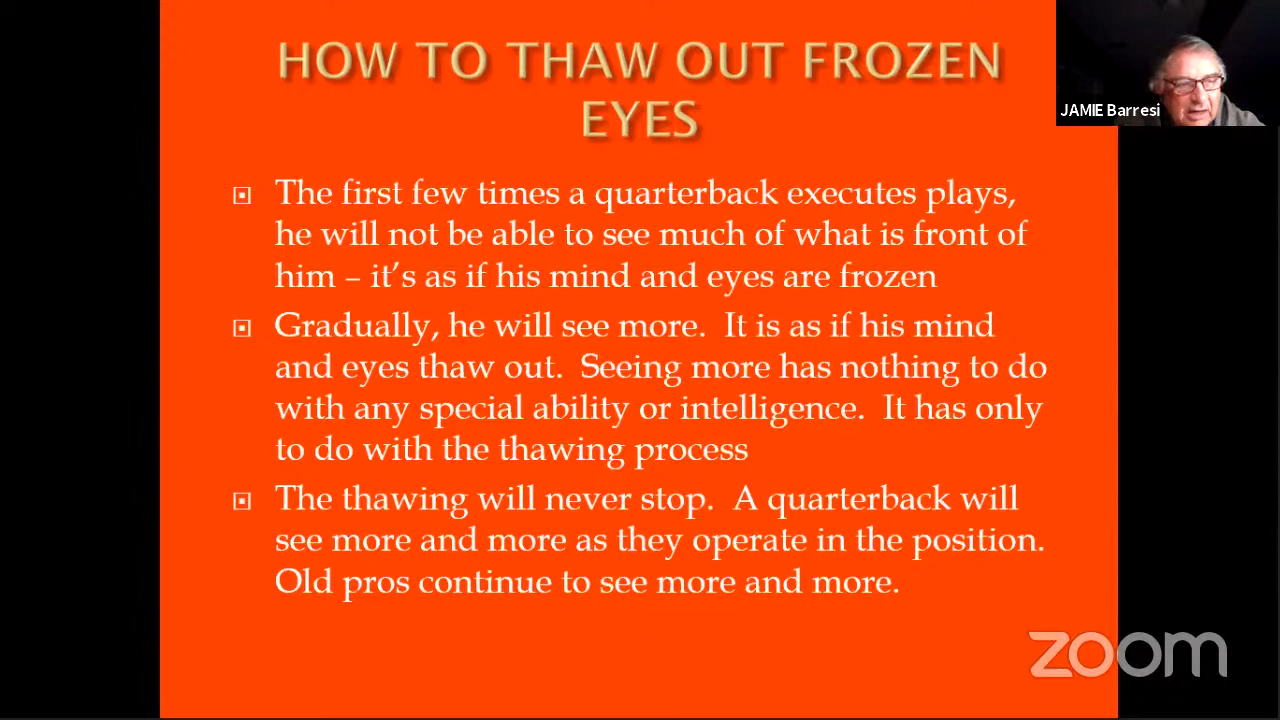 HOW TO THAW OUT FROZEN
EYES
JAMIE Barresi
The first few times a quarterback executes plays,
he will not be able to see much of what is front of
him – it's as if his mind and eyes are frozen
Gradually, he will see more.  It is as if his mind
and eyes thaw out.  Seeing more has nothing to do
with any special ability or intelligence.  It has only
to do with the thawing process
The thawing will never stop.  A quarterback will
see more and more as they operate in the position.
Old pros continue to see more and more.
zoom